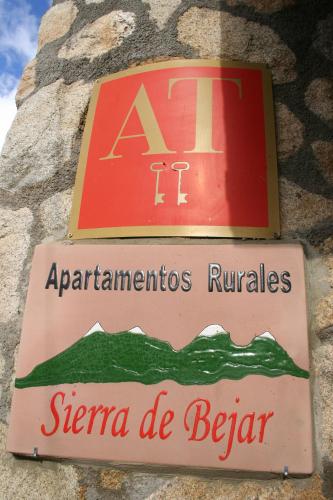 AT
Apartamentos Rurales
Sierra de Bejar